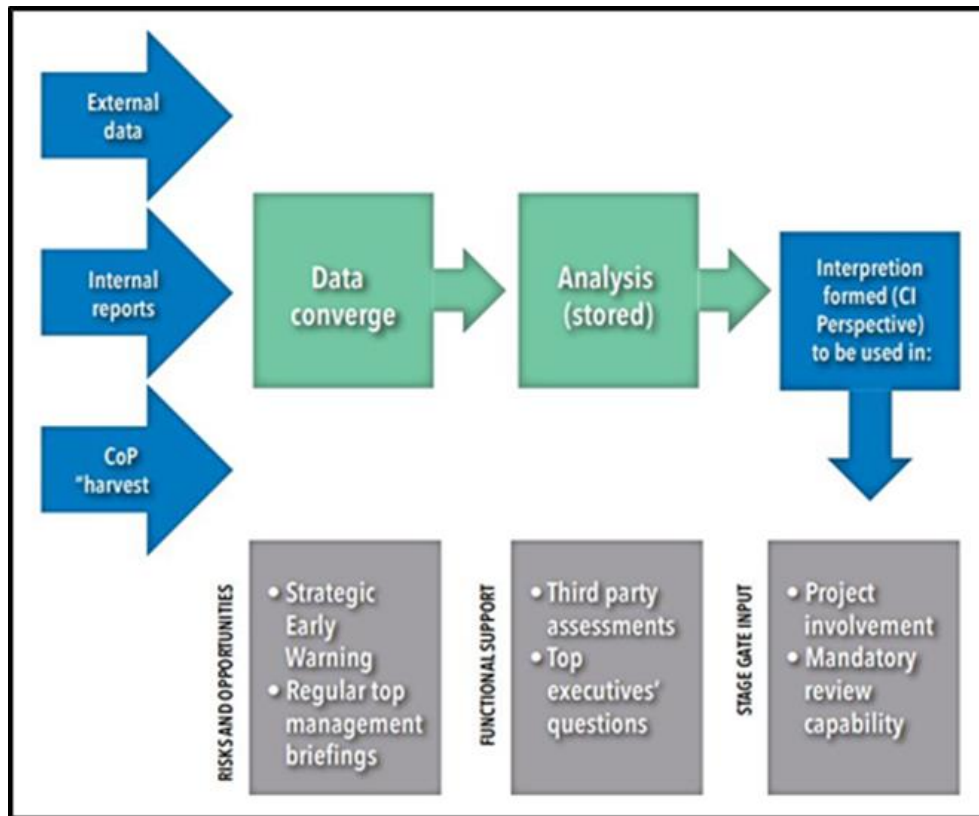 External
data
Internal
reports
CoP
"harvest
Data
converge
Analysis
(stored)
Interpretion
formed (CI
Perspective)
to be used in:
RISKS AND OPPORTUNITIES
• Strategic
Early
Warning
• Regular top
management
briefings
FUNCTIONAL SUPPORT
• Third party
assessments
• Top
executives’
questions
STAGE GATE INPUT
• Project
involvement
• Mandatory
review
capability